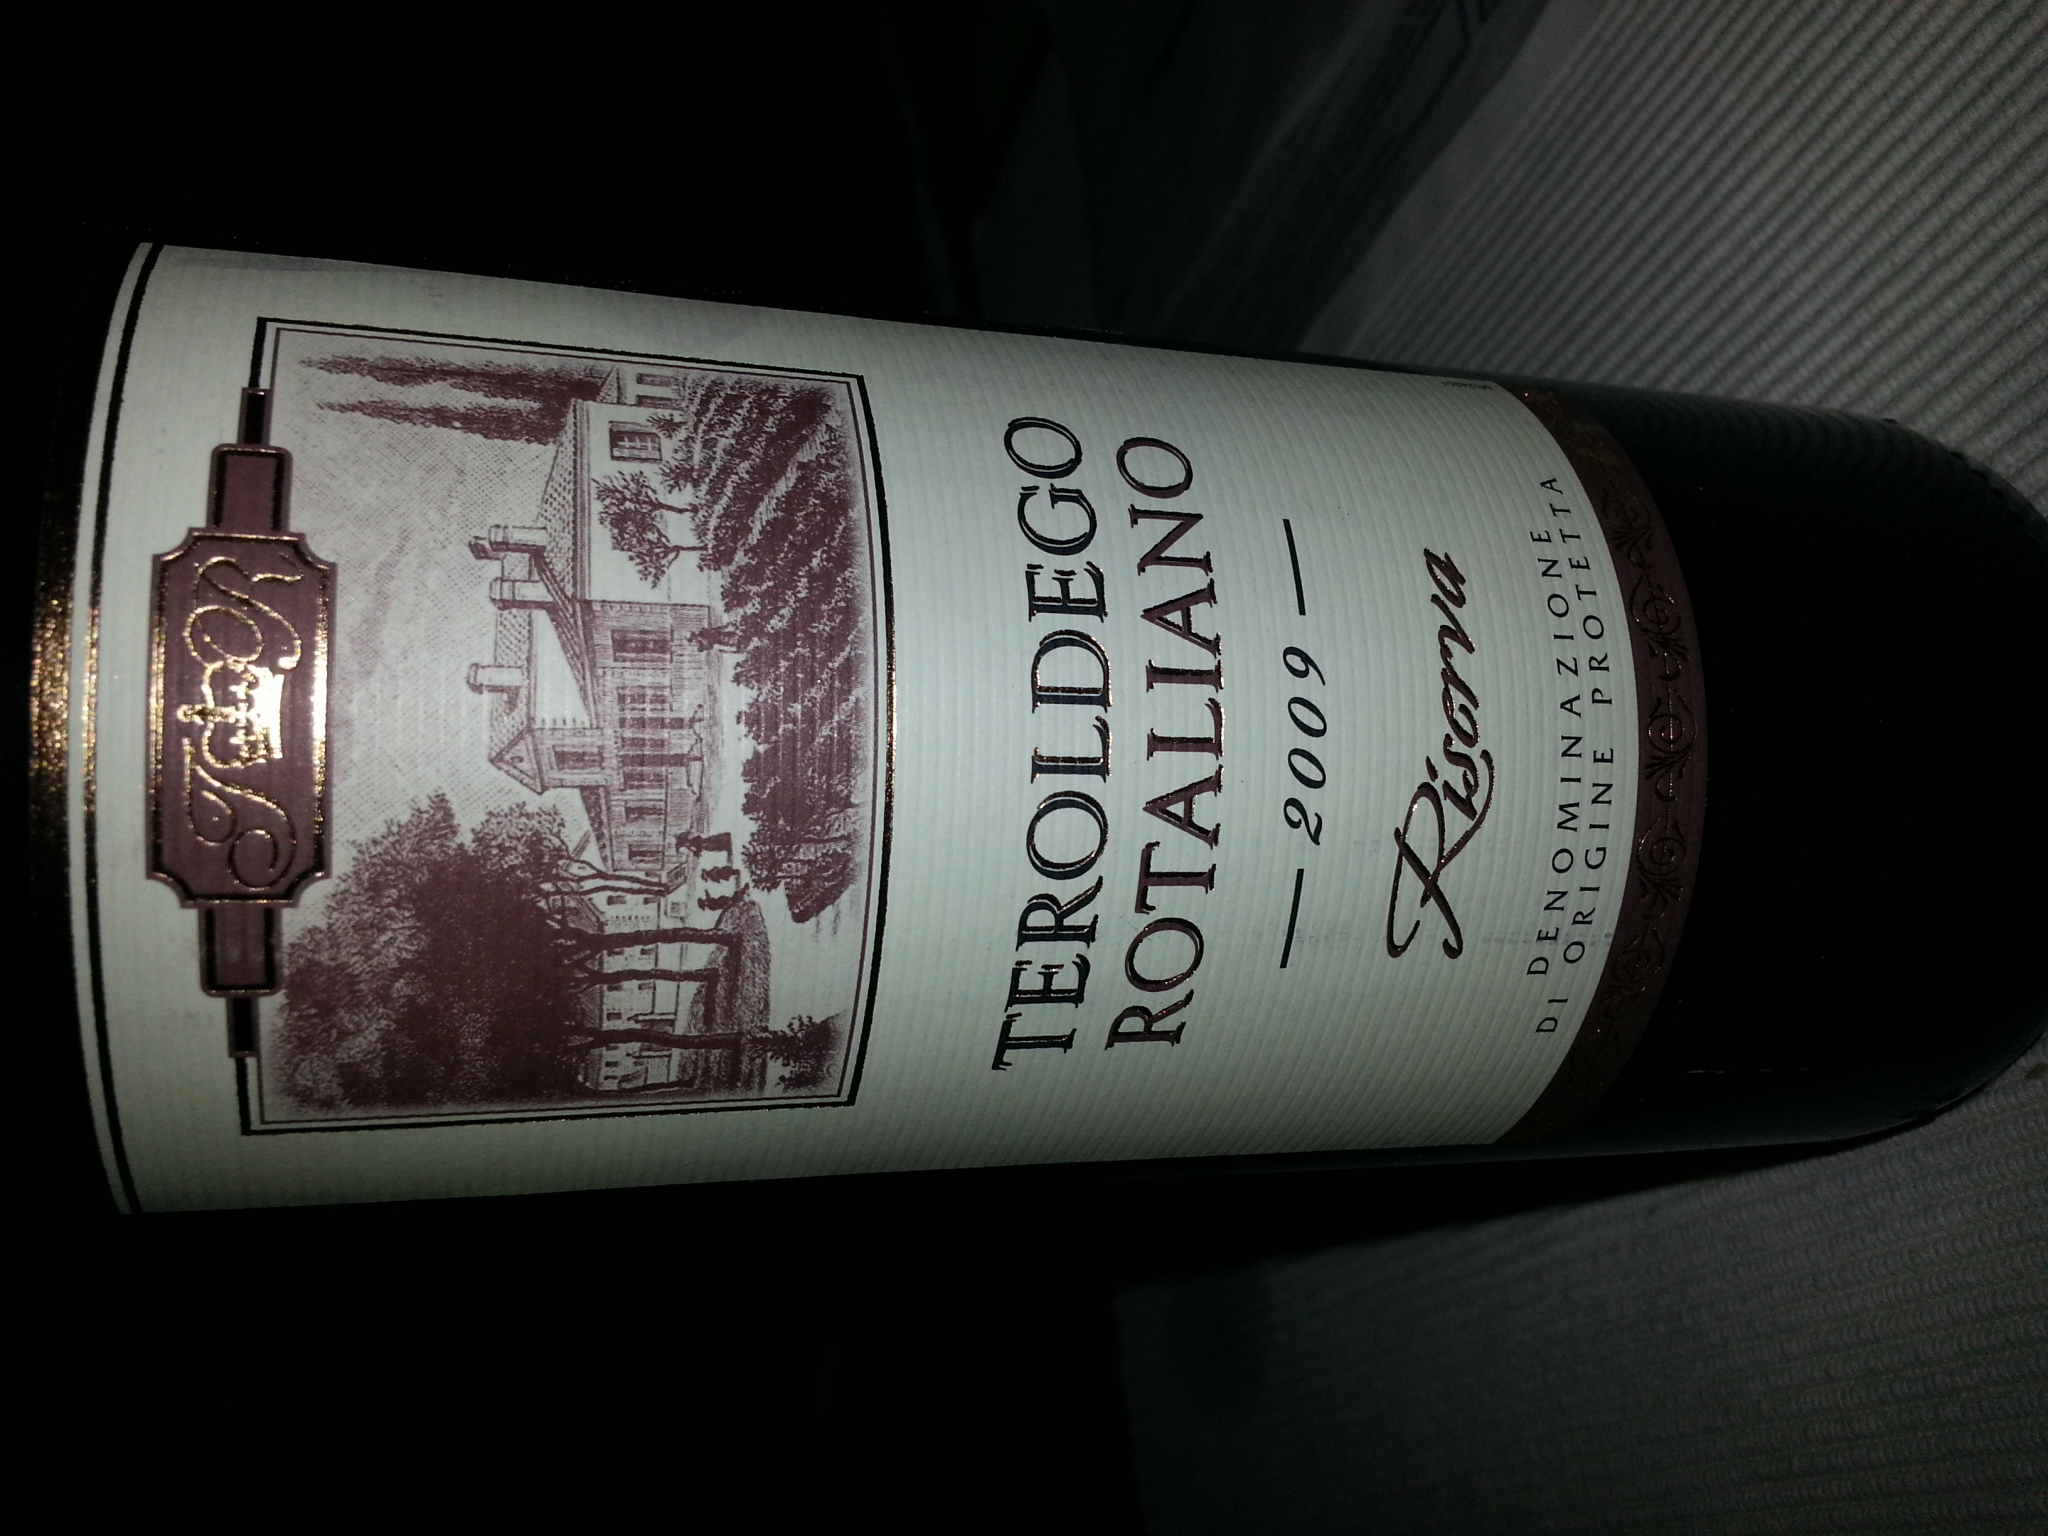 T R
TEROLDEGO
ROTALIANO
2009
Riserva
DI DENOMINAZIONE
ORIGINE PROTETTA